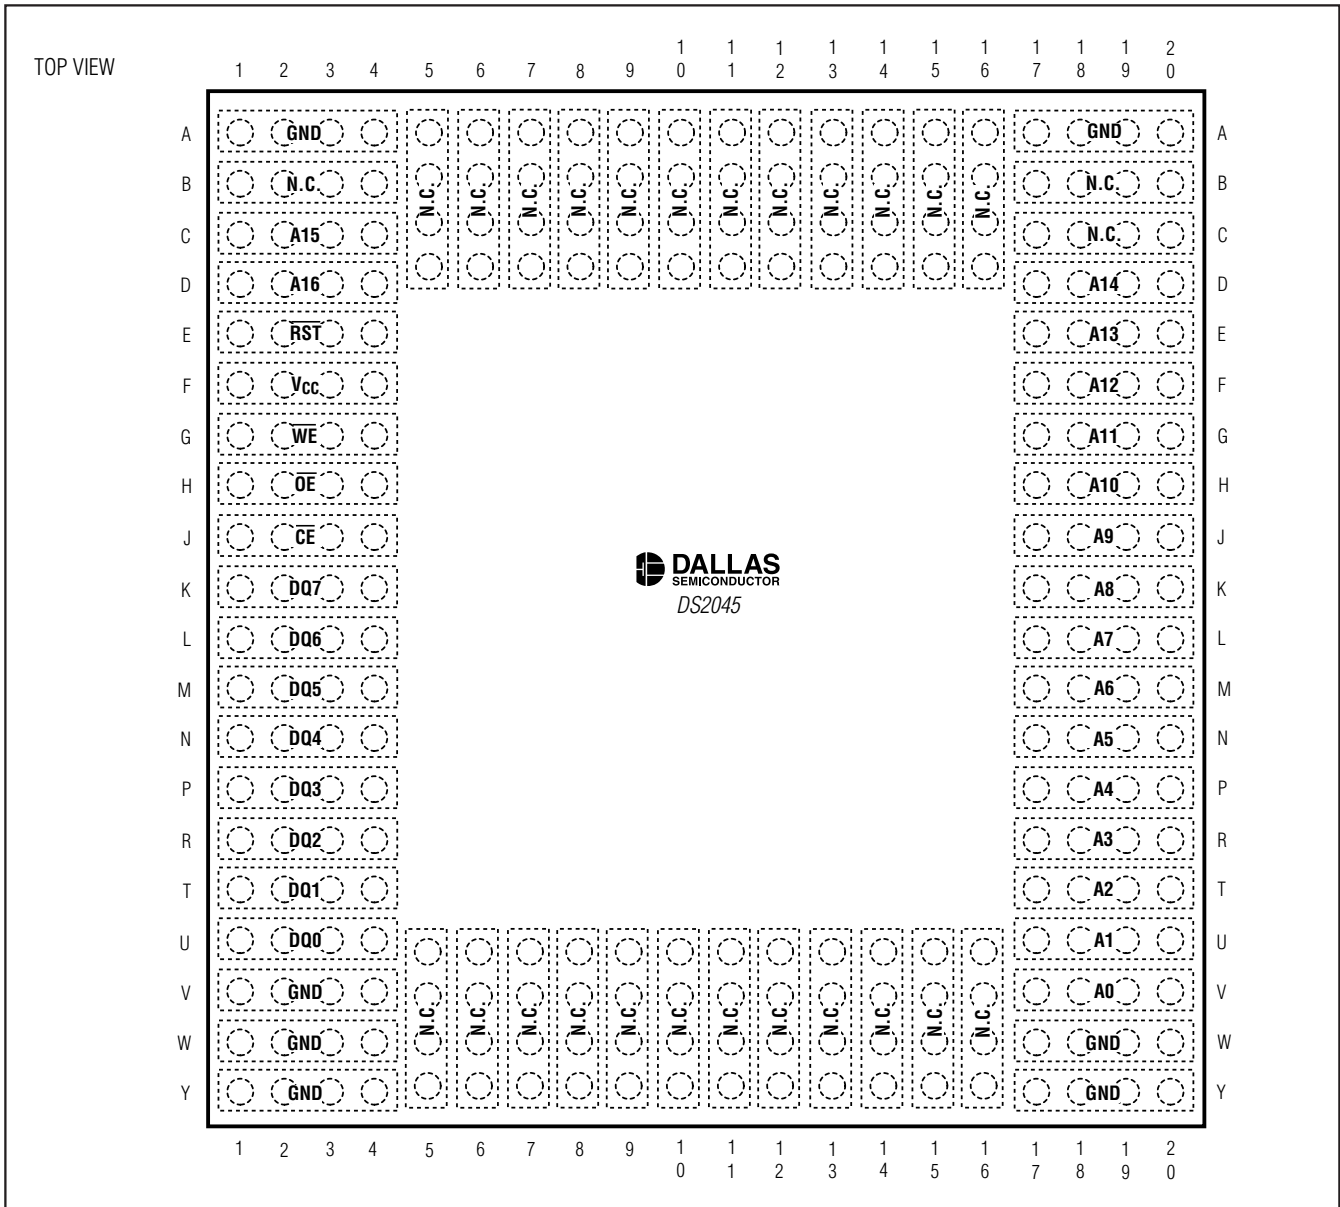 TOP VIEW
1 2 3 4 5 6 7 8 9 10 11 12 13 14 15 16 17 18 19 20
A GND GND A
B N.C. N.C. B
N.C. N.C. N.C. N.C. N.C. N.C. N.C. N.C. N.C. N.C. N.C. N.C.
C A15 N.C. C
D A16 A14 D
E R̅S̅T̅ A13 E
F VCC A12 F
G W̅E̅ A11 G
H O̅E̅ A10 H
J C̅E̅ A9 J
DALLAS
SEMICONDUCTOR
DS2045
K DQ7 A8 K
L DQ6 A7 L
M DQ5 A6 M
N DQ4 A5 N
P DQ3 A4 P
R DQ2 A3 R
T DQ1 A2 T
U DQ0 A1 U
V GND A0 V
N.C. N.C. N.C. N.C. N.C. N.C. N.C. N.C. N.C. N.C. N.C. N.C.
W GND GND W
Y GND GND Y
1 2 3 4 5 6 7 8 9 10 11 12 13 14 15 16 17 18 19 20